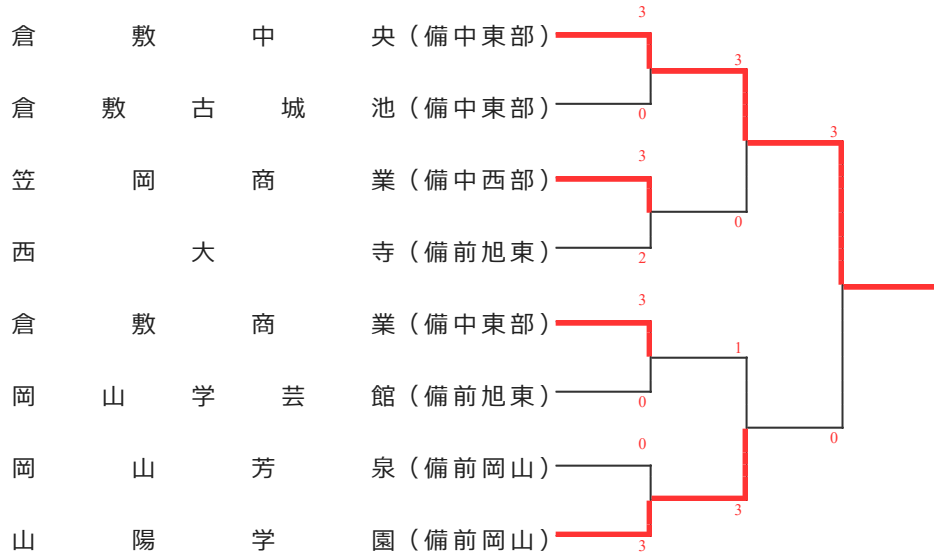 3
倉敷中央(備中東部)
3
倉敷古城池(備中東部)
0
3
3
笠岡商業(備中西部)
0
西大寺(備前旭東)
2
3
倉敷商業(備中東部)
1
岡山学芸館(備前旭東)
0
0
0
岡山芳泉(備前岡山)
3
山陽学園(備前岡山)
3